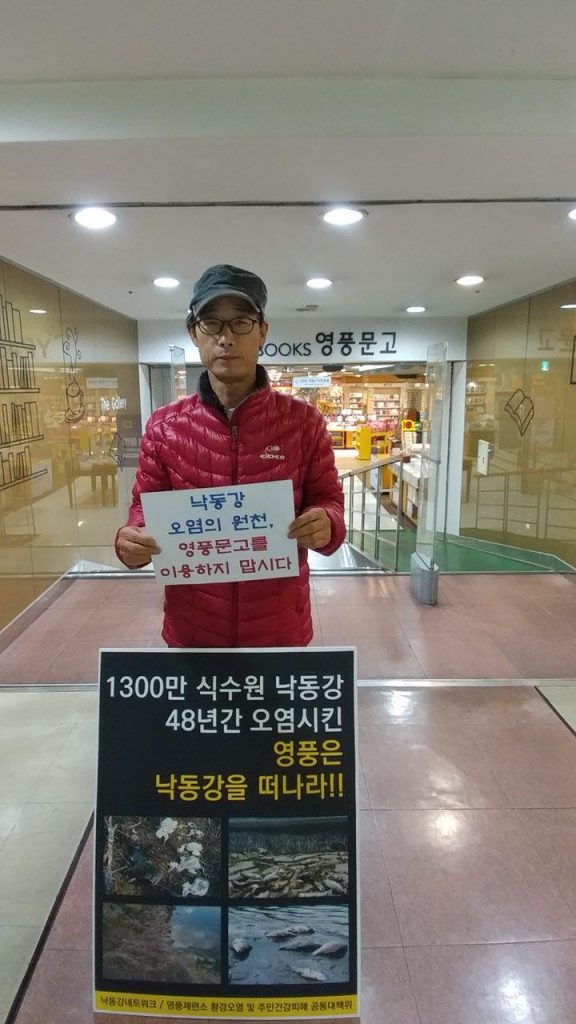 BOOKS 영풍문고
The Gallery
EIDER
낙동강
오염의 원천,
영풍문고를
이용하지 맙시다
1300만 식수원 낙동강
48년간 오염시킨
영풍은
낙동강을 떠나라!!
낙동강네트워크 / 영풍제련소 환경오염 및 주민건강피해 공동대책위